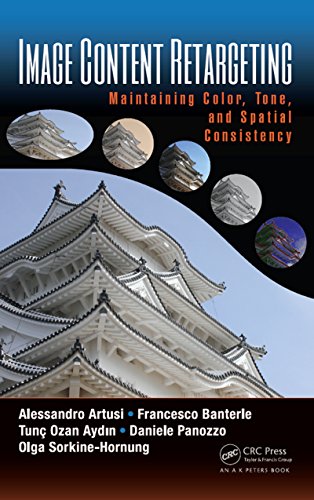 IMAGE CONTENT RETARGETING
Maintaining Color, Tone,
and Spatial
Consistency
Alessandro Artusi • Francesco Banterle
Tunç Ozan Aydın • Daniele Panozzo
Olga Sorkine-Hornung
CRC
CRC Press
Taylor & Francis Group
AN A K PETERS BOOK